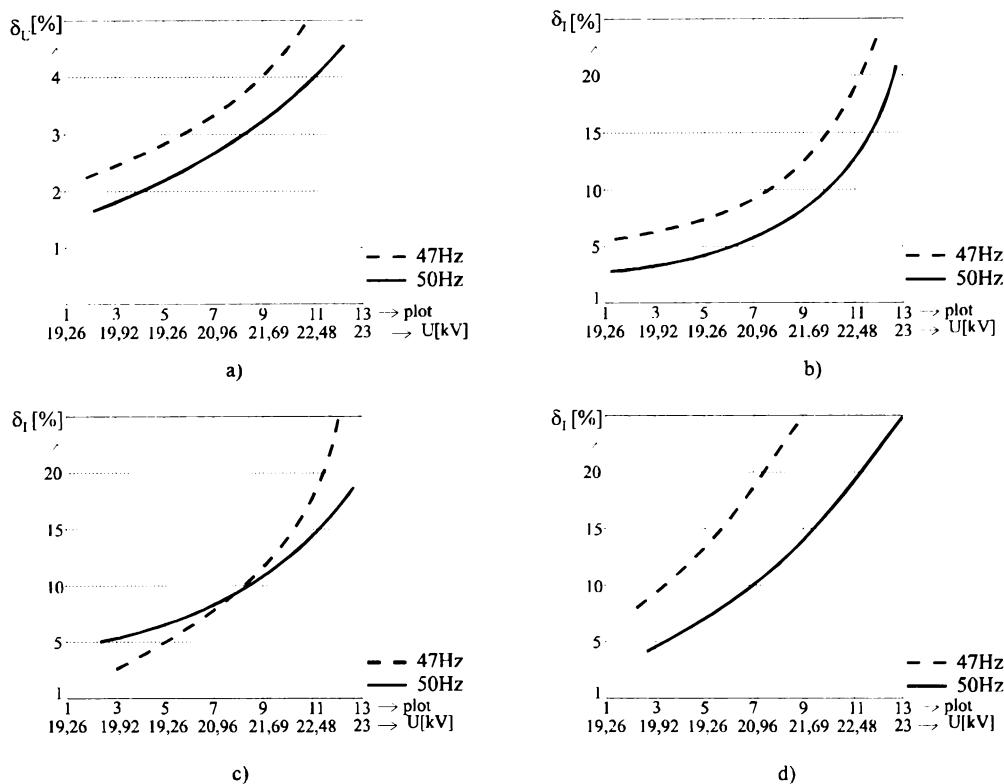 δU [%]
4
3
2
1
47Hz
50Hz
1 3 5 7 9 11 13 → plot
19,26 19,92 19,26 20,96 21,69 22,48 23 → U[kV]
a)
δI [%]
20
15
10
5
1
47Hz
50Hz
1 3 5 7 9 11 13 → plot
19,26 19,92 19,26 20,96 21.69 22,48 23 → U[kV]
b)
δI [%]
20
15
10
5
1
47Hz
50Hz
1 3 5 7 9 11 13 → plot
19,26 19,92 19,26 20,96 21,69 22,48 23 → U[kV]
c)
δI [%]
20
15
10
5
1
47Hz
50Hz
1 3 5 7 9 11 13 → plot
19,26 19,92 19,26 20,96 21,69 22,48 23 → U[kV]
d)